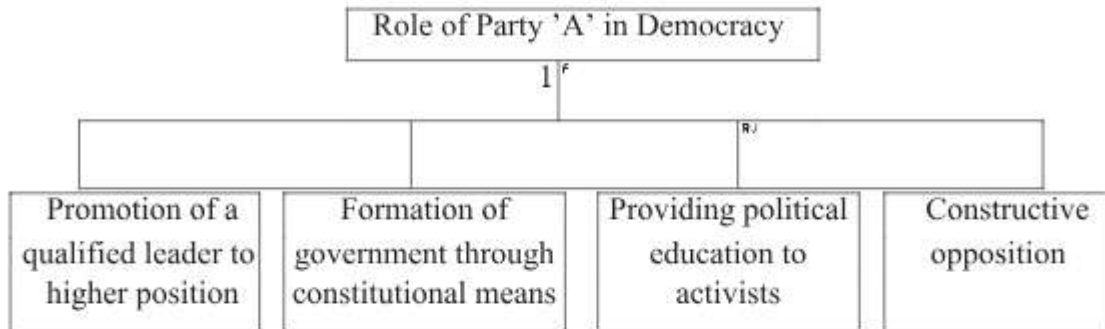 Role of Party ’A’ in Democracy
1
Promotion of a
qualified leader to
higher position
Formation of
government through
constitutional means
Providing political
education to
activists
Constructive
opposition